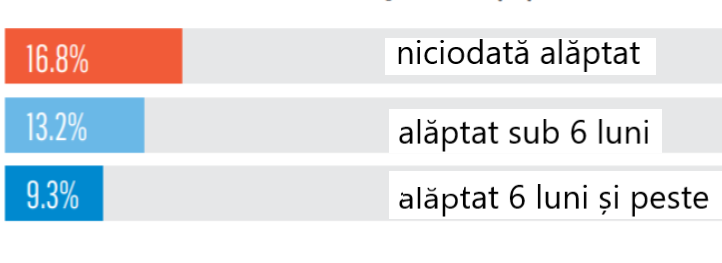 16.8% niciodată alăptat
13.2% alăptat sub 6 luni
9.3% alăptat 6 luni și peste